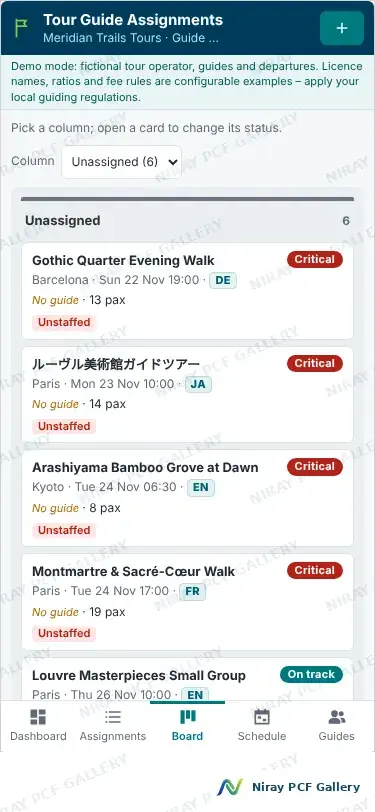 Tour Guide Assignments
Meridian Trails Tours · Guide ...
+
Demo mode: fictional tour operator, guides and departures. Licence
names, ratios and fee rules are configurable examples – apply your
local guiding regulations.
Pick a column; open a card to change its status.
Column Unassigned (6)
Unassigned 6
Gothic Quarter Evening Walk Critical
Barcelona · Sun 22 Nov 19:00 · DE
No guide · 13 pax
Unstaffed
ルーヴル美術館ガイドツアー Critical
Paris · Mon 23 Nov 10:00 · JA
No guide · 14 pax
Unstaffed
Arashiyama Bamboo Grove at Dawn Critical
Kyoto · Tue 24 Nov 06:30 · EN
No guide · 8 pax
Unstaffed
Montmartre & Sacré-Cœur Walk Critical
Paris · Tue 24 Nov 17:00 · FR
No guide · 19 pax
Unstaffed
Louvre Masterpieces Small Group On track
Paris · Thu 26 Nov 10:00 · EN
Dashboard Assignments Board Schedule Guides
Niray PCF Gallery
NIRAY PCF GALLERY